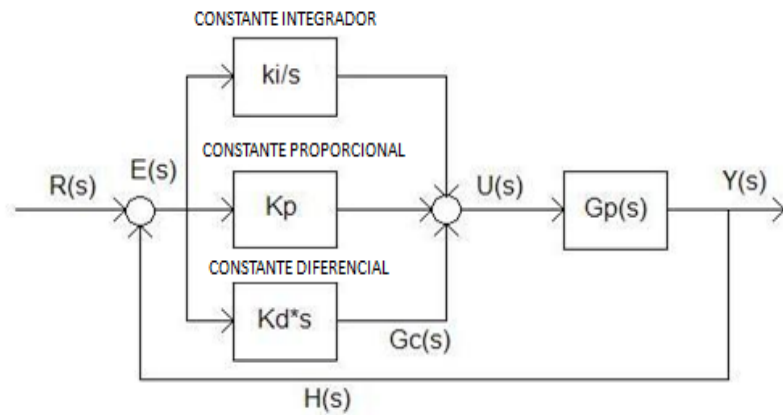 CONSTANTE INTEGRADOR
ki/s
CONSTANTE PROPORCIONAL
R(s)
E(s)
Kp
U(s)
Gp(s)
Y(s)
CONSTANTE DIFERENCIAL
Kd*s
Gc(s)
H(s)